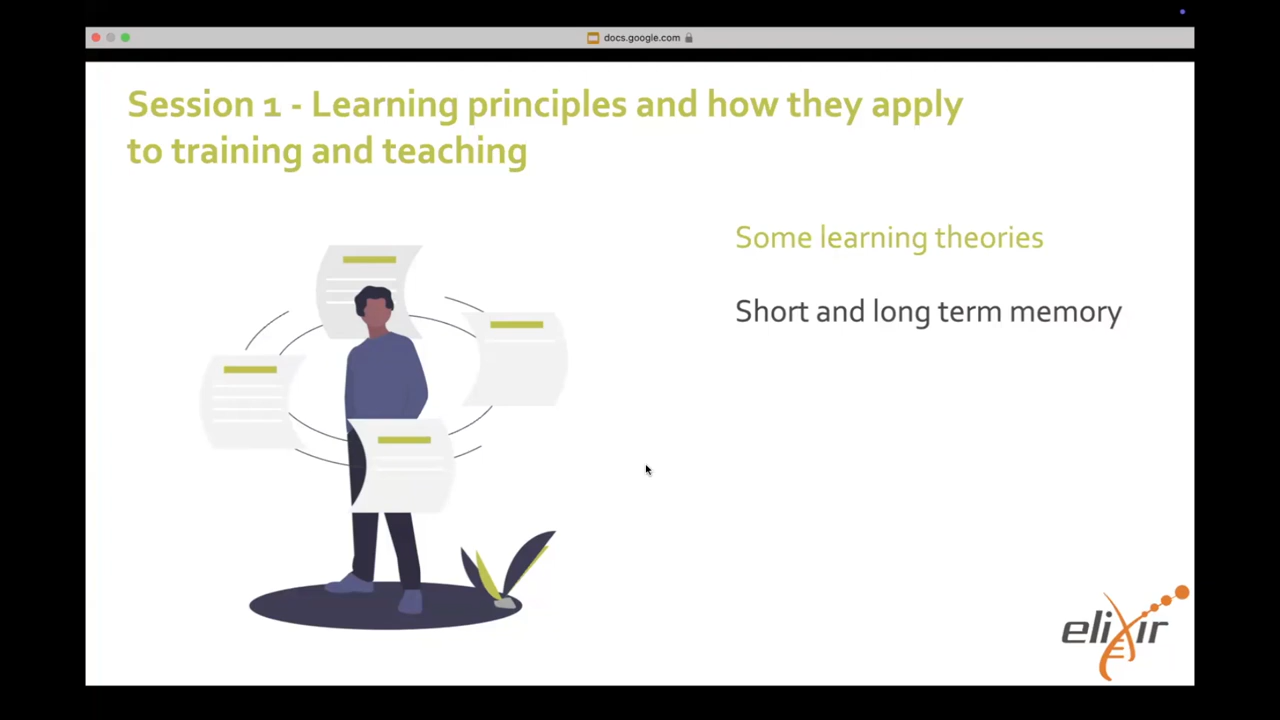 docs.google.com
Session 1 - Learning principles and how they apply
to training and teaching
Some learning theories
Short and long term memory
elixir